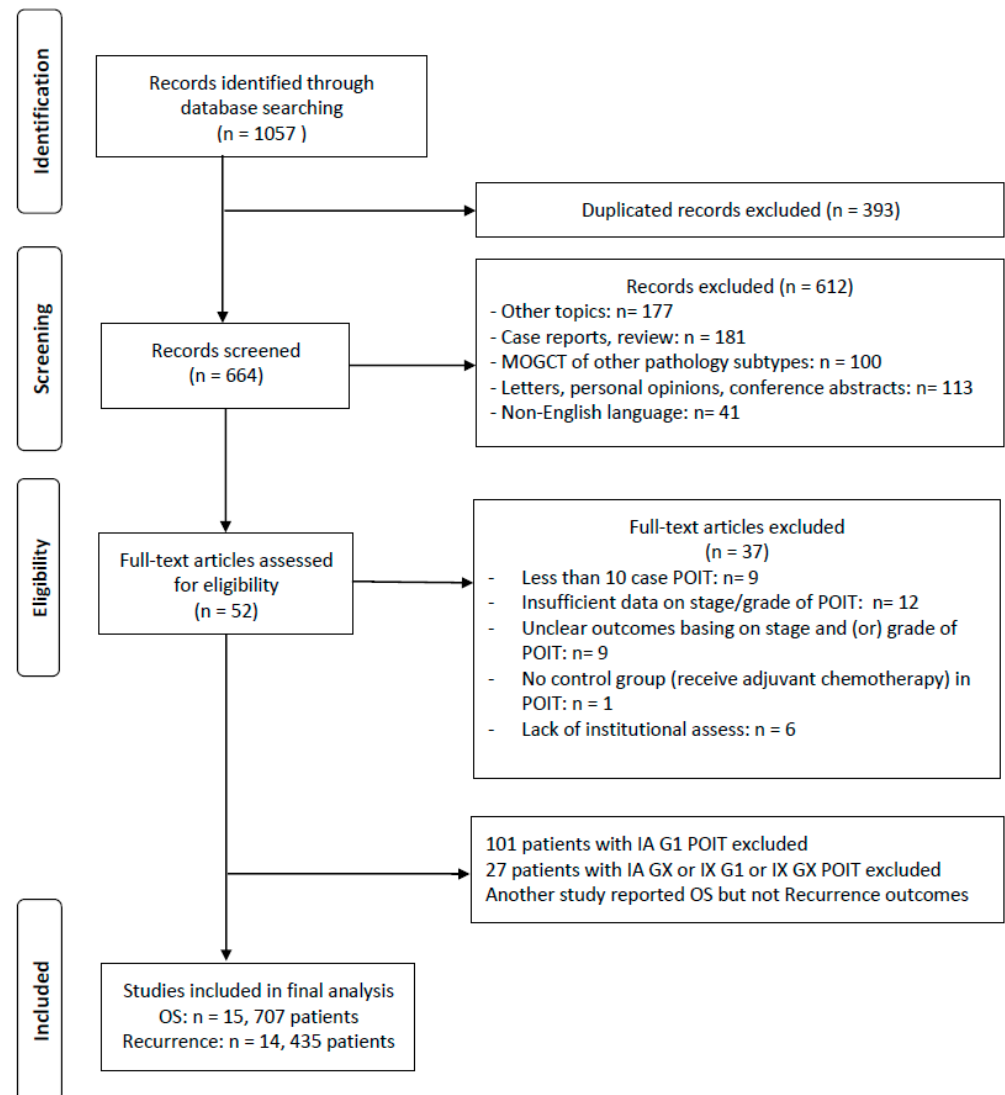 Identification
Records identified through
database searching
(n = 1057 )
Duplicated records excluded (n = 393)
Screening
Records screened
(n = 664)
Records excluded (n = 612)
- Other topics: n= 177
- Case reports, review: n = 181
- MOGCT of other pathology subtypes: n = 100
- Letters, personal opinions, conference abstracts: n= 113
- Non-English language: n= 41
Eligibility
Full-text articles assessed
for eligibility
(n = 52)
Full-text articles excluded
(n = 37)
- Less than 10 case POIT: n= 9
- Insufficient data on stage/grade of POIT: n= 12
- Unclear outcomes basing on stage and (or) grade of
POIT: n= 9
- No control group (receive adjuvant chemotherapy) in
POIT: n = 1
- Lack of institutional assess: n = 6
101 patients with IA G1 POIT excluded
27 patients with IA GX or IX G1 or IX GX POIT excluded
Another study reported OS but not Recurrence outcomes
Included
Studies included in final analysis
OS: n = 15, 707 patients
Recurrence: n = 14, 435 patients